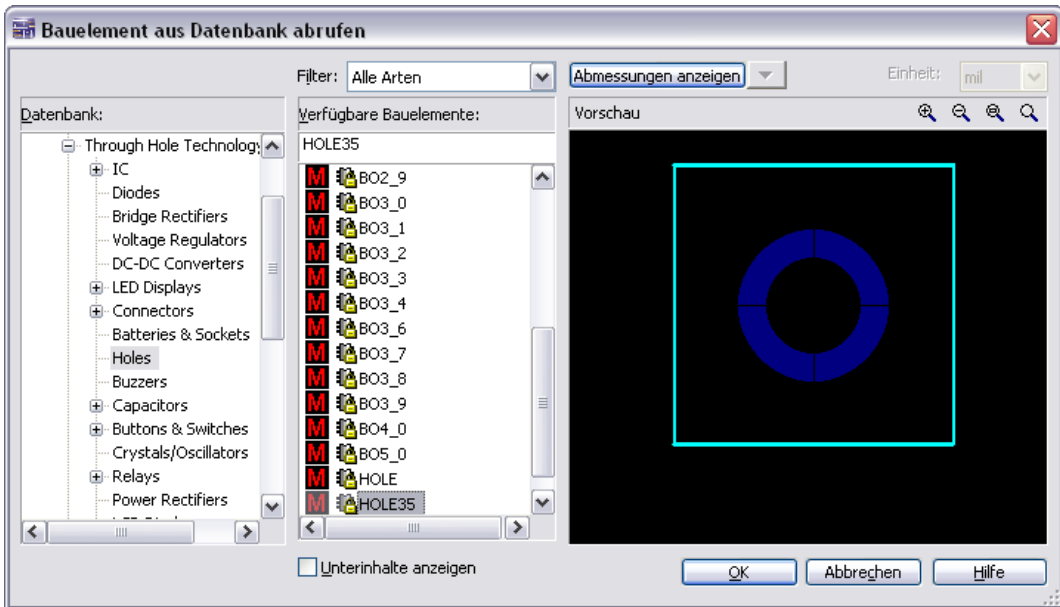 Bauelement aus Datenbank abrufen
Filter: Alle Arten
Abmessungen anzeigen
Einheit: mil
Datenbank:
Through Hole Technolog
IC
Diodes
Bridge Rectifiers
Voltage Regulators
DC-DC Converters
LED Displays
Connectors
Batteries & Sockets
Holes
Buzzers
Capacitors
Buttons & Switches
Crystals/Oscillators
Relays
Power Rectifiers
Verfügbare Bauelemente:
HOLE35
M BO2_9
M BO3_0
M BO3_1
M BO3_2
M BO3_3
M BO3_4
M BO3_6
M BO3_7
M BO3_8
M BO3_9
M BO4_0
M BO5_0
M HOLE
M HOLE35
Unterinhalte anzeigen
Vorschau
OK
Abbrechen
Hilfe